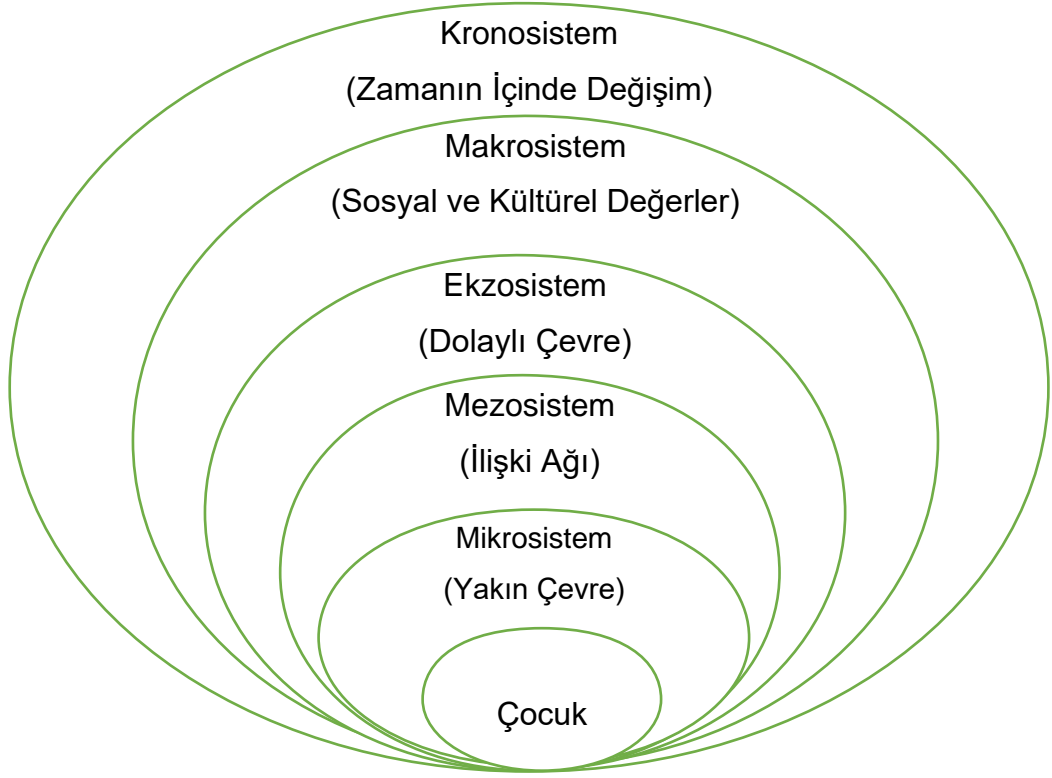 Kronosistem
(Zamanın İçinde Değişim)
Makrosistem
(Sosyal ve Kültürel Değerler)
Ekzosistem
(Dolaylı Çevre)
Mezosistem
(İlişki Ağı)
Mikrosistem
(Yakın Çevre)
Çocuk